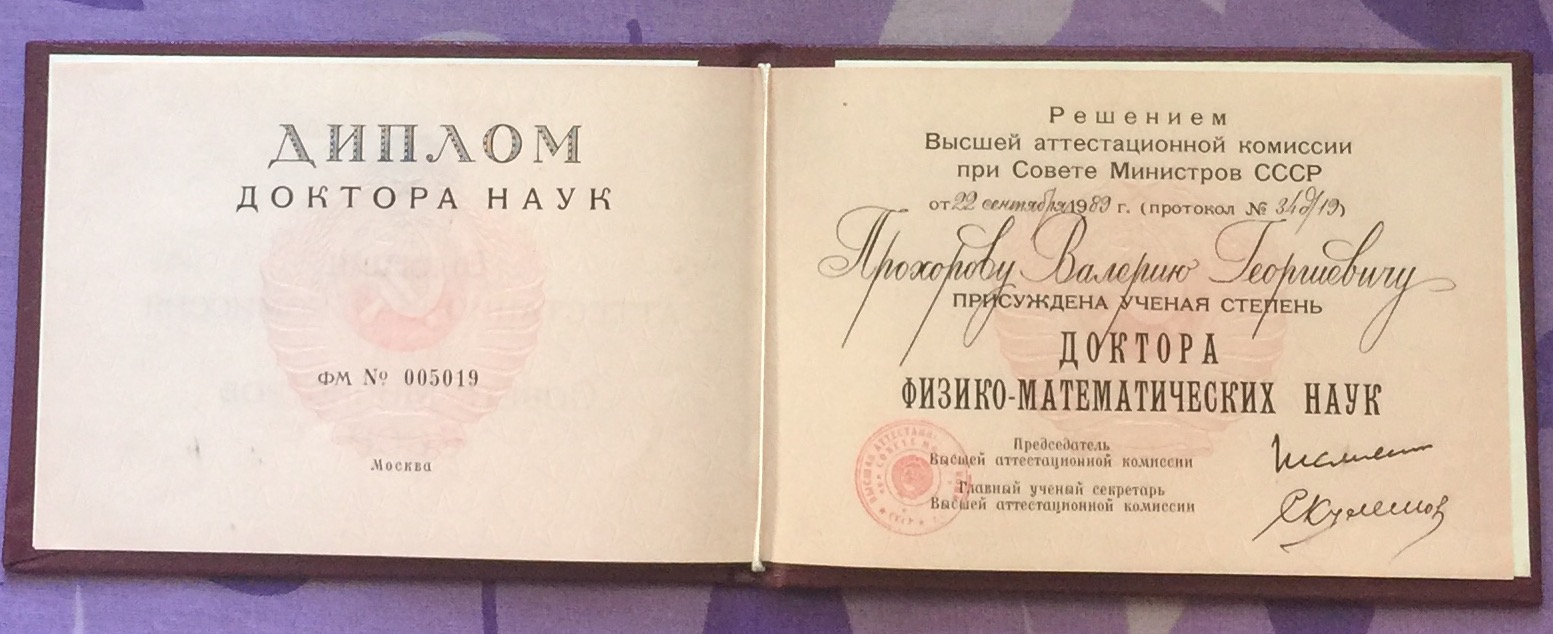 ДИПЛОМ
ДОКТОРА НАУК
ФМ № 005019
Москва
Решением
Высшей аттестационной комиссии
при Совете Министров СССР
от 22 сентября 1989 г. (протокол № 34д/19)
Прохорову Валерию Георгиевичу
ПРИСУЖДЕНА УЧЕНАЯ СТЕПЕНЬ
ДОКТОРА
ФИЗИКО-МАТЕМАТИЧЕСКИХ НАУК
Председатель
Высшей аттестационной комиссии
Главный ученый секретарь
Высшей аттестационной комиссии